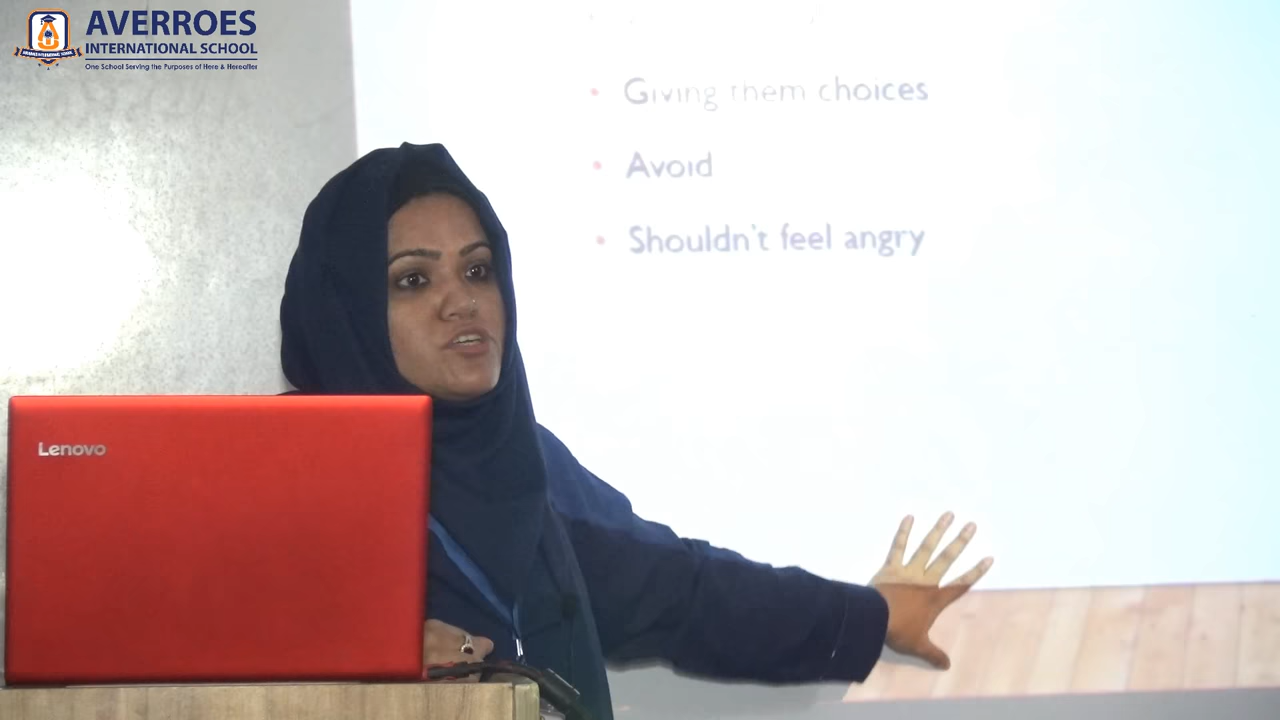 AVERROES
INTERNATIONAL SCHOOL
One School Serving the Purposes of Here & Hereafter
• Giving them choices
• Avoid
• Shouldn't feel angry
Lenovo